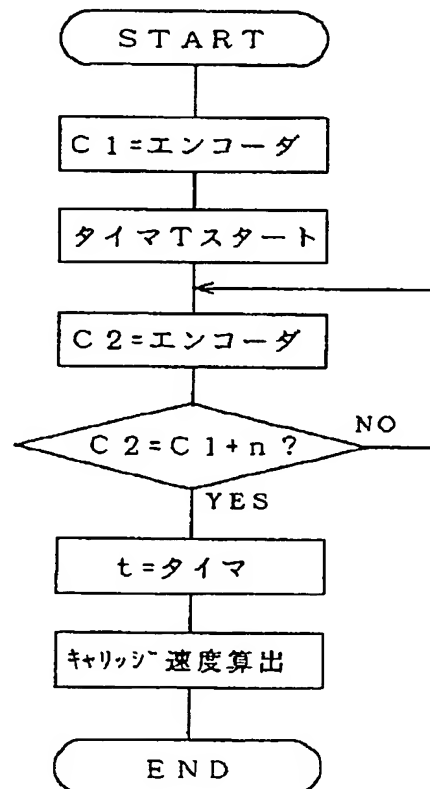 START
C1=エンコーダ
タイマTスタート
C2=エンコーダ
C2=C1+n?
NO
YES
t=タイマ
ｷｬﾘｯｼﾞ速度算出
END